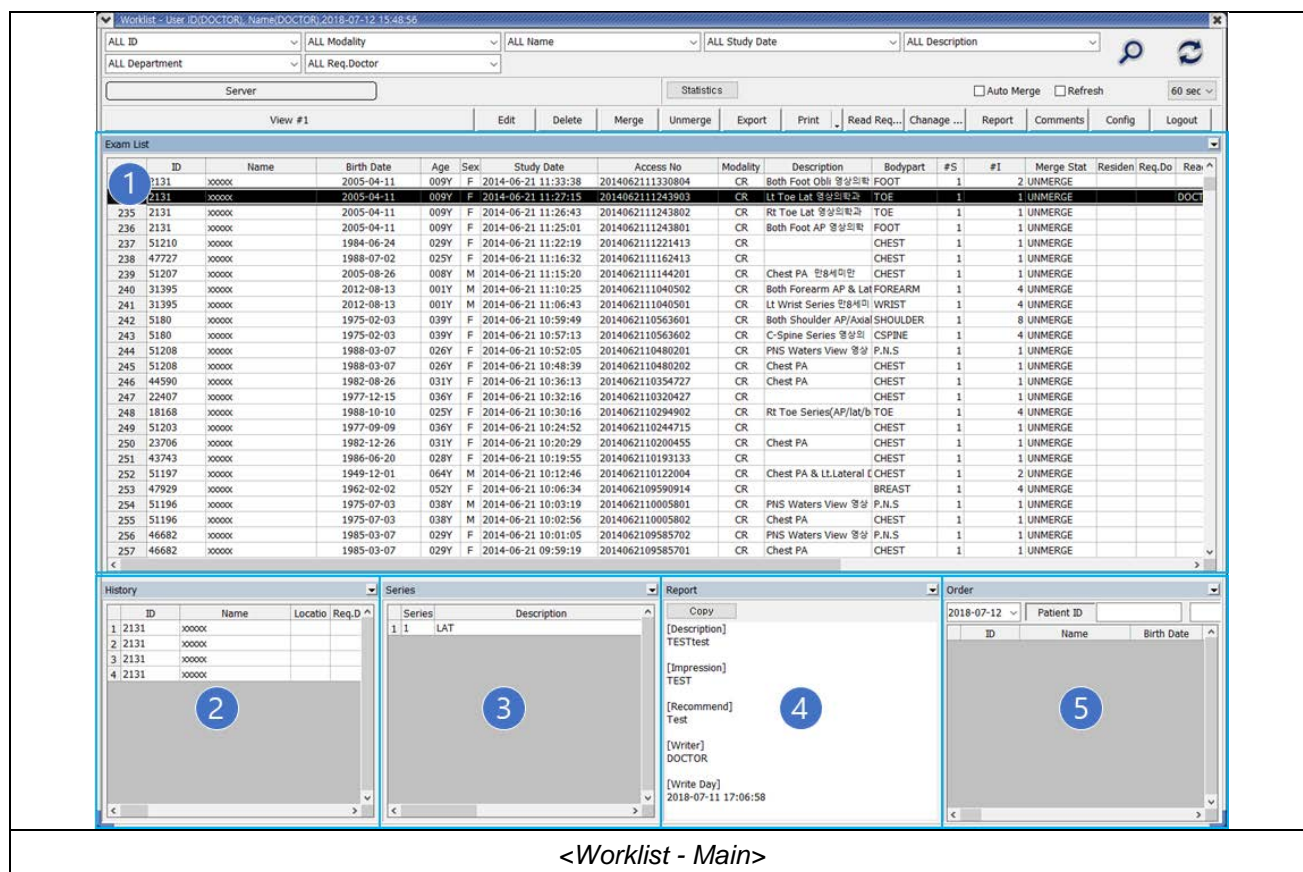 Worklist - User ID(DOCTOR), Name(DOCTOR),2018-07-12 15:48:56
ALL ID ALL Modality ALL Name ALL Study Date ALL Description
ALL Department ALL Req.Doctor
Server Statistics Auto Merge Refresh 60 sec
View #1 Edit Delete Merge Unmerge Export Print Read Req... Chanage ... Report Comments Config Logout
Exam List
1
ID Name Birth Date Age Sex Study Date Access No Modality Description Bodypart #S #I Merge Stat Residen Req.Do Rea
2131 xxxxx 2005-04-11 009Y F 2014-06-21 11:33:38 2014062111330804 CR Both Foot Obli 영상의학 FOOT 1 2 UNMERGE
2131 xxxxx 2005-04-11 009Y F 2014-06-21 11:27:15 2014062111243903 CR Lt Toe Lat 영상의학과 TOE 1 1 UNMERGE DOCT
235 2131 xxxxx 2005-04-11 009Y F 2014-06-21 11:26:43 2014062111243802 CR Rt Toe Lat 영상의학과 TOE 1 1 UNMERGE
236 2131 xxxxx 2005-04-11 009Y F 2014-06-21 11:25:01 2014062111243801 CR Both Foot AP 영상의학 FOOT 1 1 UNMERGE
237 51210 xxxxx 1984-06-24 029Y F 2014-06-21 11:22:19 2014062111221413 CR CHEST 1 1 UNMERGE
238 47727 xxxxx 1988-07-02 025Y F 2014-06-21 11:16:32 2014062111162413 CR CHEST 1 1 UNMERGE
239 51207 xxxxx 2005-08-26 008Y M 2014-06-21 11:15:20 2014062111144201 CR Chest PA 만8세미만 CHEST 1 1 UNMERGE
240 31395 xxxxx 2012-08-13 001Y M 2014-06-21 11:10:25 2014062111040502 CR Both Forearm AP & Lat FOREARM 1 4 UNMERGE
241 31395 xxxxx 2012-08-13 001Y M 2014-06-21 11:06:43 2014062111040501 CR Lt Wrist Series 만8세미 WRIST 1 4 UNMERGE
242 5180 xxxxx 1975-02-03 039Y F 2014-06-21 10:59:49 2014062110563601 CR Both Shoulder AP/Axial SHOULDER 1 8 UNMERGE
243 5180 xxxxx 1975-02-03 039Y F 2014-06-21 10:57:13 2014062110563602 CR C-Spine Series 영상의 CSPINE 1 4 UNMERGE
244 51208 xxxxx 1988-03-07 026Y F 2014-06-21 10:52:05 2014062110480201 CR PNS Waters View 영상 P.N.S 1 1 UNMERGE
245 51208 xxxxx 1988-03-07 026Y F 2014-06-21 10:48:39 2014062110480202 CR Chest PA CHEST 1 1 UNMERGE
246 44590 xxxxx 1982-08-26 031Y F 2014-06-21 10:36:13 2014062110354727 CR Chest PA CHEST 1 1 UNMERGE
247 22407 xxxxx 1977-12-15 036Y F 2014-06-21 10:32:16 2014062110320427 CR CHEST 1 1 UNMERGE
248 18168 xxxxx 1988-10-10 025Y F 2014-06-21 10:30:16 2014062110294902 CR Rt Toe Series(AP/lat/b TOE 1 4 UNMERGE
249 51203 xxxxx 1977-09-09 036Y F 2014-06-21 10:24:52 2014062110244715 CR CHEST 1 1 UNMERGE
250 23706 xxxxx 1982-12-26 031Y F 2014-06-21 10:20:29 2014062110200455 CR Chest PA CHEST 1 1 UNMERGE
251 43743 xxxxx 1986-06-20 028Y F 2014-06-21 10:19:55 2014062110193133 CR CHEST 1 1 UNMERGE
252 51197 xxxxx 1949-12-01 064Y M 2014-06-21 10:12:46 2014062110122004 CR Chest PA & Lt.Lateral D CHEST 1 2 UNMERGE
253 47929 xxxxx 1962-02-02 052Y F 2014-06-21 10:06:34 2014062109590914 CR BREAST 1 4 UNMERGE
254 51196 xxxxx 1975-07-03 038Y M 2014-06-21 10:03:19 2014062110005801 CR PNS Waters View 영상 P.N.S 1 1 UNMERGE
255 51196 xxxxx 1975-07-03 038Y M 2014-06-21 10:02:56 2014062110005802 CR Chest PA CHEST 1 1 UNMERGE
256 46682 xxxxx 1985-03-07 029Y F 2014-06-21 10:01:05 2014062109585702 CR PNS Waters View 영상 P.N.S 1 1 UNMERGE
257 46682 xxxxx 1985-03-07 029Y F 2014-06-21 09:59:19 2014062109585701 CR Chest PA CHEST 1 1 UNMERGE
History
ID Name Locatio Req.D
1 2131 xxxxx
2 2131 xxxxx
3 2131 xxxxx
4 2131 xxxxx
2
Series
Series Description
1 1 LAT
3
Report
Copy
[Description]
TESTtest
[Impression]
TEST
[Recommend]
Test
[Writer]
DOCTOR
[Write Day]
2018-07-11 17:06:58
4
Order
2018-07-12 Patient ID
ID Name Birth Date
5
<Worklist - Main>